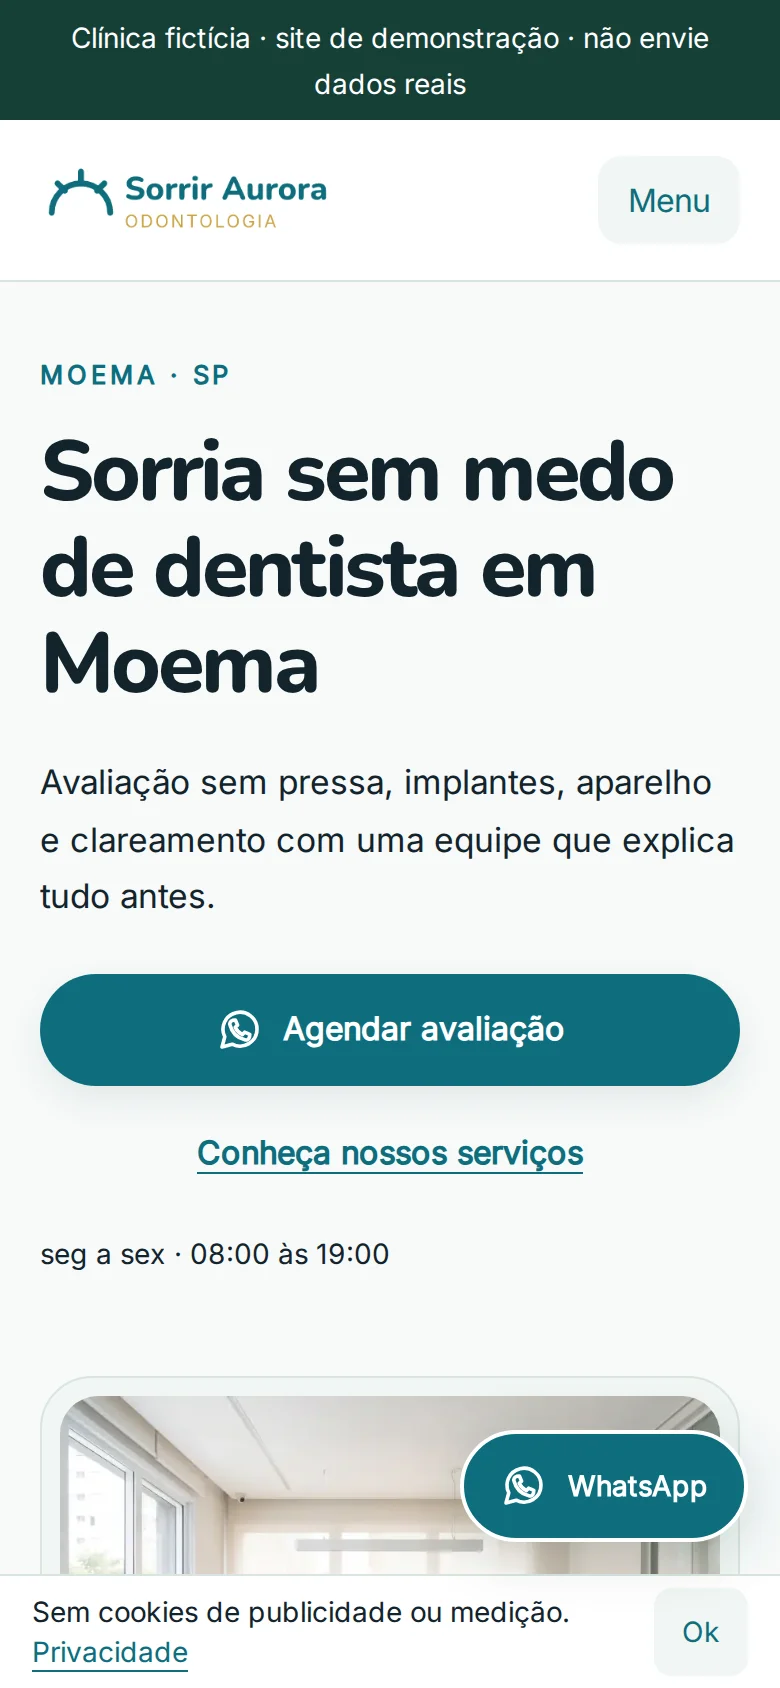 Clínica fictícia · site de demonstração · não envie
dados reais
Sorrir Aurora
ODONTOLOGIA
Menu
MOEMA · SP
Sorria sem medo
de dentista em
Moema
Avaliação sem pressa, implantes, aparelho
e clareamento com uma equipe que explica
tudo antes.
Agendar avaliação
Conheça nossos serviços
seg a sex · 08:00 às 19:00
WhatsApp
Sem cookies de publicidade ou medição.
Privacidade
Ok